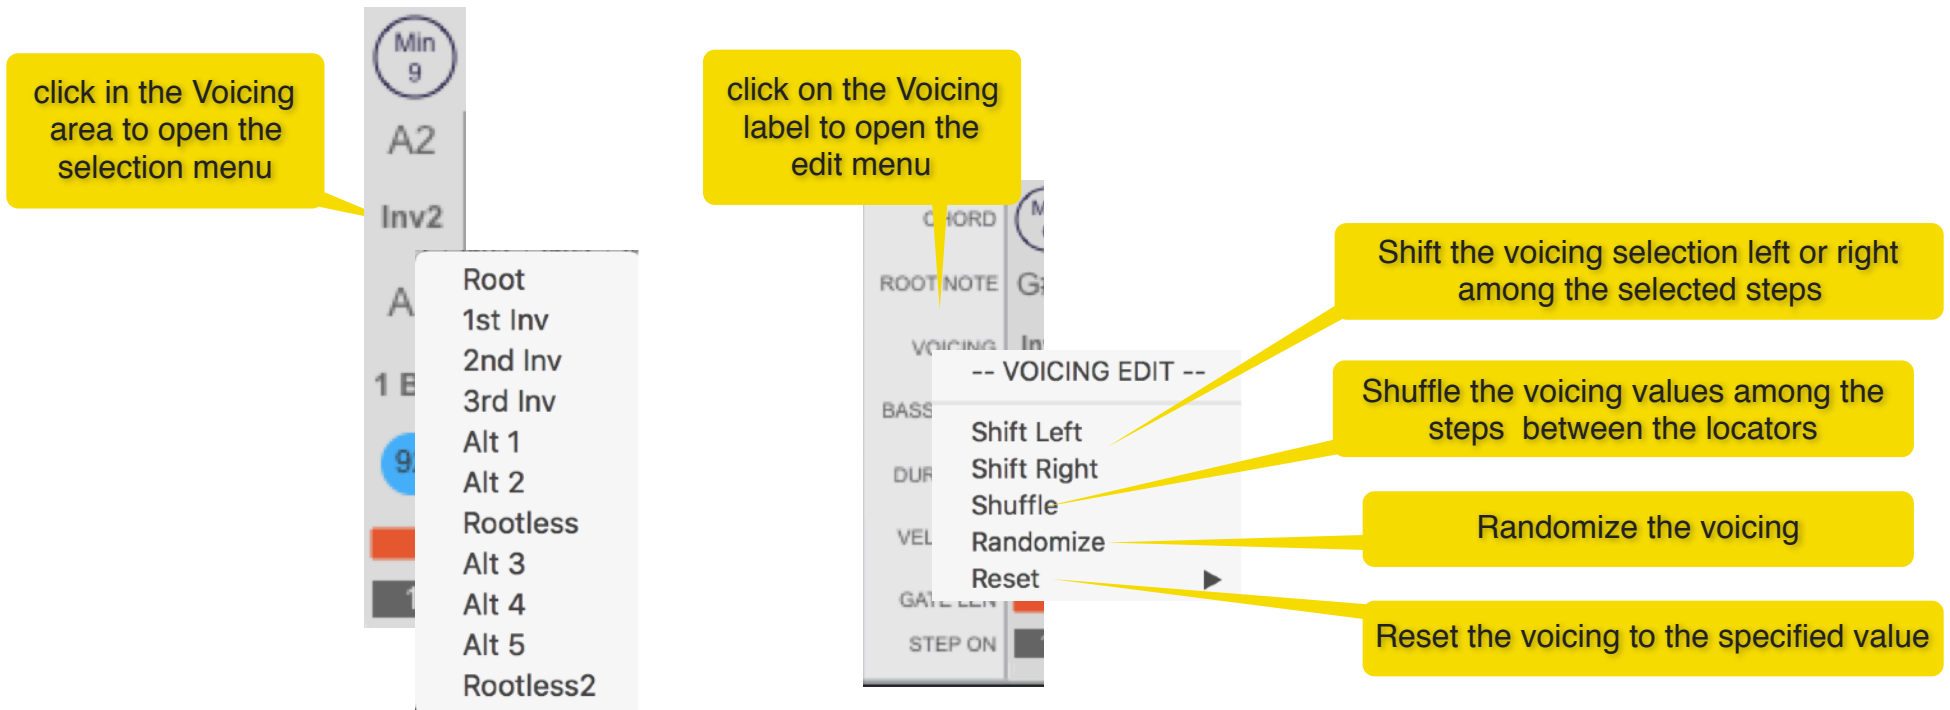 Min
9
click in the Voicing
area to open the
selection menu
A2
Inv2
Root
1st Inv
2nd Inv
3rd Inv
Alt 1
Alt 2
Rootless
Alt 3
Alt 4
Alt 5
Rootless2
click on the Voicing
label to open the
edit menu
CHORD
ROOT NOTE
VOICING
-- VOICING EDIT --
Shift Left
Shift Right
Shuffle
Randomize
Reset
GATE LEN
STEP ON
Shift the voicing selection left or right
among the selected steps
Shuffle the voicing values among the
steps between the locators
Randomize the voicing
Reset the voicing to the specified value